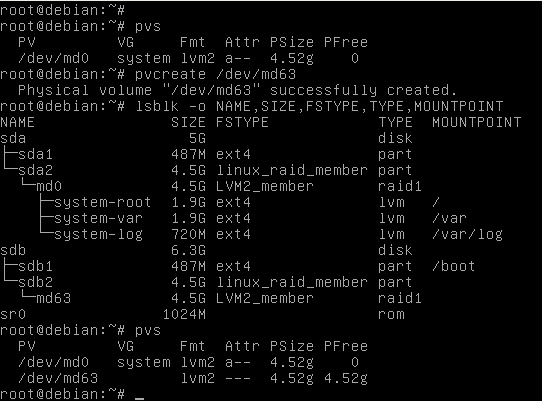 root@debian:~#
root@debian:~# pvs
  PV         VG     Fmt  Attr PSize PFree
  /dev/md0   system lvm2 a--  4.52g    0
root@debian:~# pvcreate /dev/md63
  Physical volume "/dev/md63" successfully created.
root@debian:~# lsblk -o NAME,SIZE,FSTYPE,TYPE,MOUNTPOINT
NAME                SIZE FSTYPE            TYPE  MOUNTPOINT
sda                   5G                   disk
├─sda1              487M ext4              part
└─sda2              4.5G linux_raid_member part
  └─md0             4.5G LVM2_member       raid1
    ├─system-root   1.9G ext4              lvm   /
    ├─system-var    1.9G ext4              lvm   /var
    └─system-log    720M ext4              lvm   /var/log
sdb                 6.3G                   disk
├─sdb1              487M ext4              part  /boot
└─sdb2              4.5G linux_raid_member part
  └─md63            4.5G LVM2_member       raid1
sr0                1024M                   rom
root@debian:~# pvs
  PV         VG     Fmt  Attr PSize PFree
  /dev/md0   system lvm2 a--  4.52g    0
  /dev/md63         lvm2 ---  4.52g 4.52g
root@debian:~# _